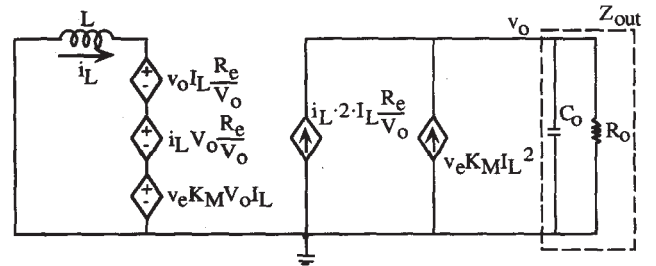 L
i_L
v_o I_L R_e/V_o
i_L V_o R_e/V_o
v_e K_M V_o I_L
i_L·2·I_L R_e/V_o
v_e K_M I_L^2
v_o
Z_out
C_o
R_o
+
-
+
-
+
-